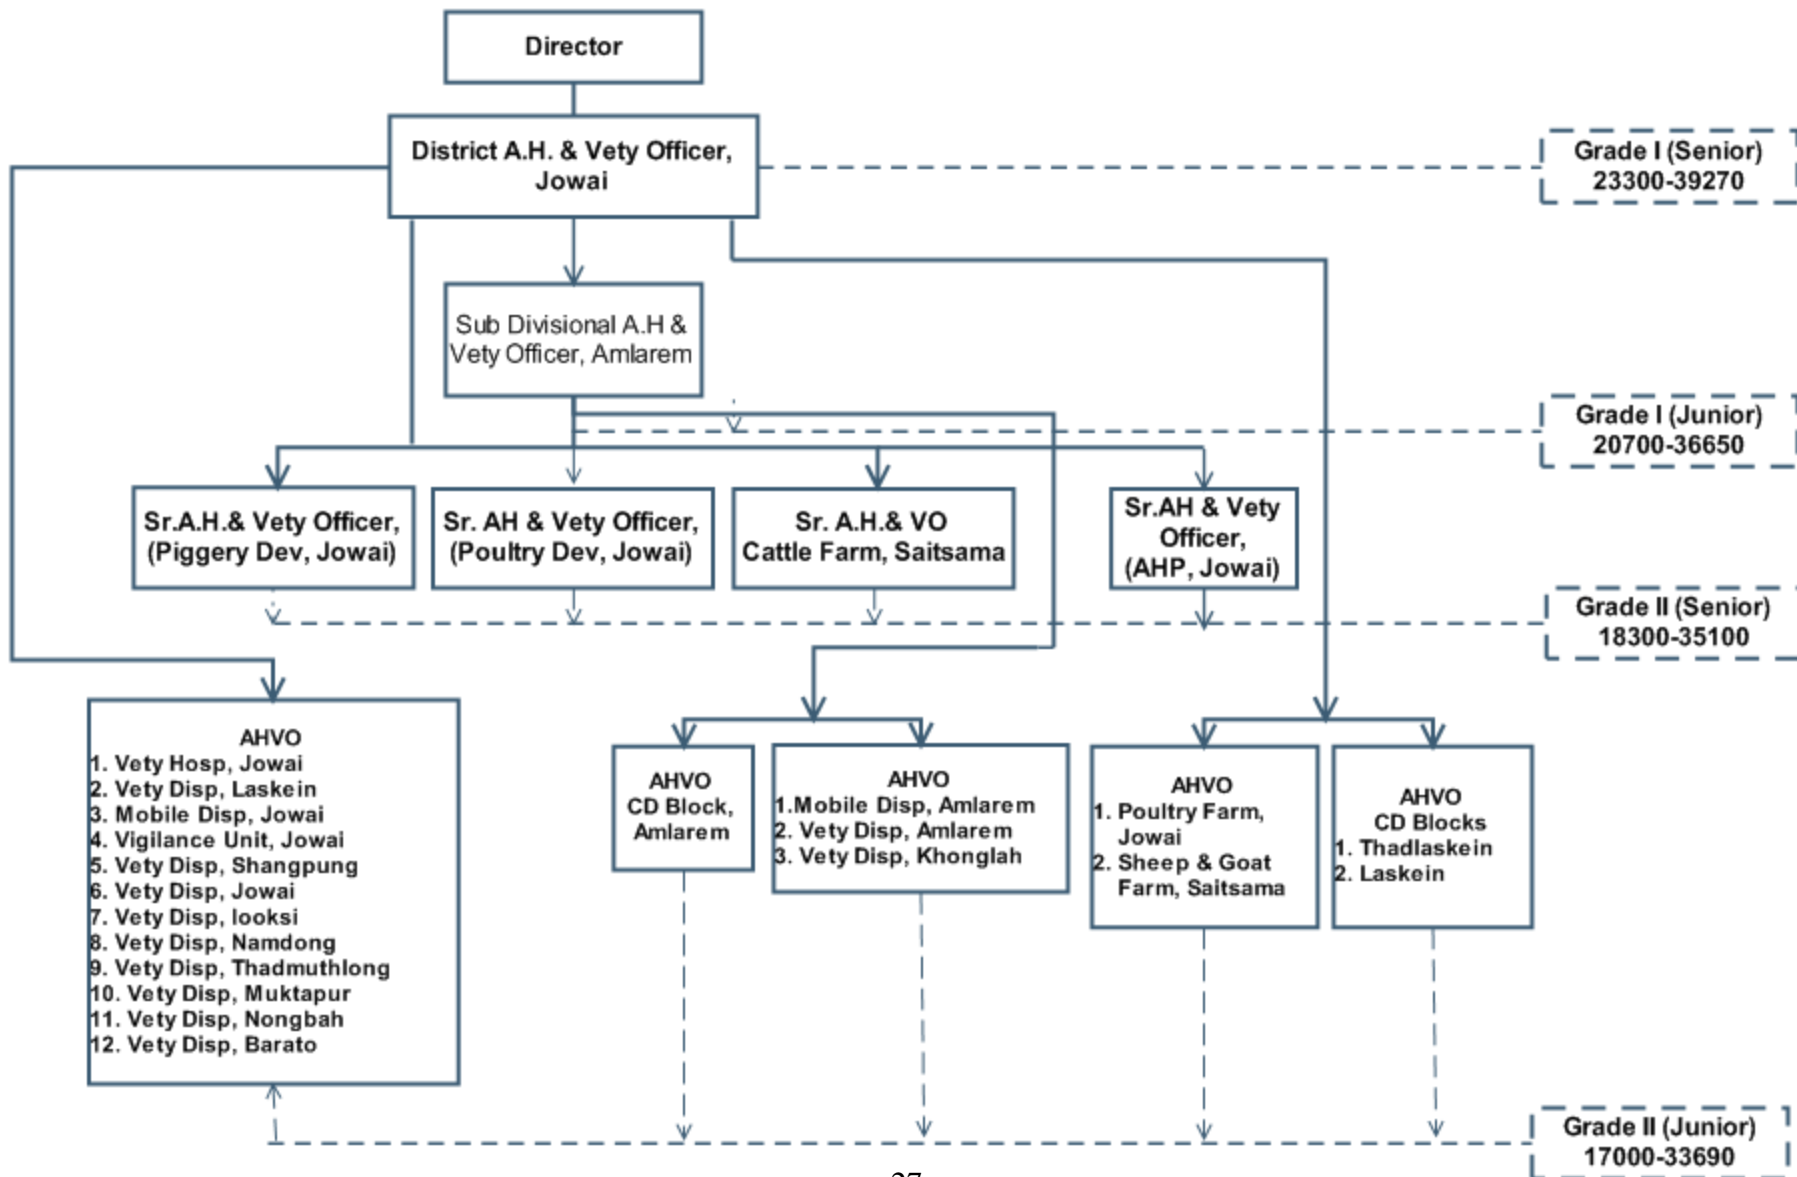 Director
District A.H. & Vety Officer,
Jowai
Grade I (Senior)
23300-39270
Sub Divisional A.H &
Vety Officer, Amlarem
Grade I (Junior)
20700-36650
Sr.A.H.& Vety Officer,
(Piggery Dev, Jowai)
Sr. AH & Vety Officer,
(Poultry Dev, Jowai)
Sr. A.H.& VO
Cattle Farm, Saitsama
Sr.AH & Vety
Officer,
(AHP, Jowai)
Grade II (Senior)
18300-35100
AHVO
1. Vety Hosp, Jowai
2. Vety Disp, Laskein
3. Mobile Disp, Jowai
4. Vigilance Unit, Jowai
5. Vety Disp, Shangpung
6. Vety Disp, Jowai
7. Vety Disp, Iooksi
8. Vety Disp, Namdong
9. Vety Disp, Thadmuthlong
10. Vety Disp, Muktapur
11. Vety Disp, Nongbah
12. Vety Disp, Barato
AHVO
CD Block,
Amlarem
AHVO
1.Mobile Disp, Amlarem
2. Vety Disp, Amlarem
3. Vety Disp, Khonglah
AHVO
1. Poultry Farm,
Jowai
2. Sheep & Goat
Farm, Saitsama
AHVO
CD Blocks
1. Thadlaskein
2. Laskein
Grade II (Junior)
17000-33690